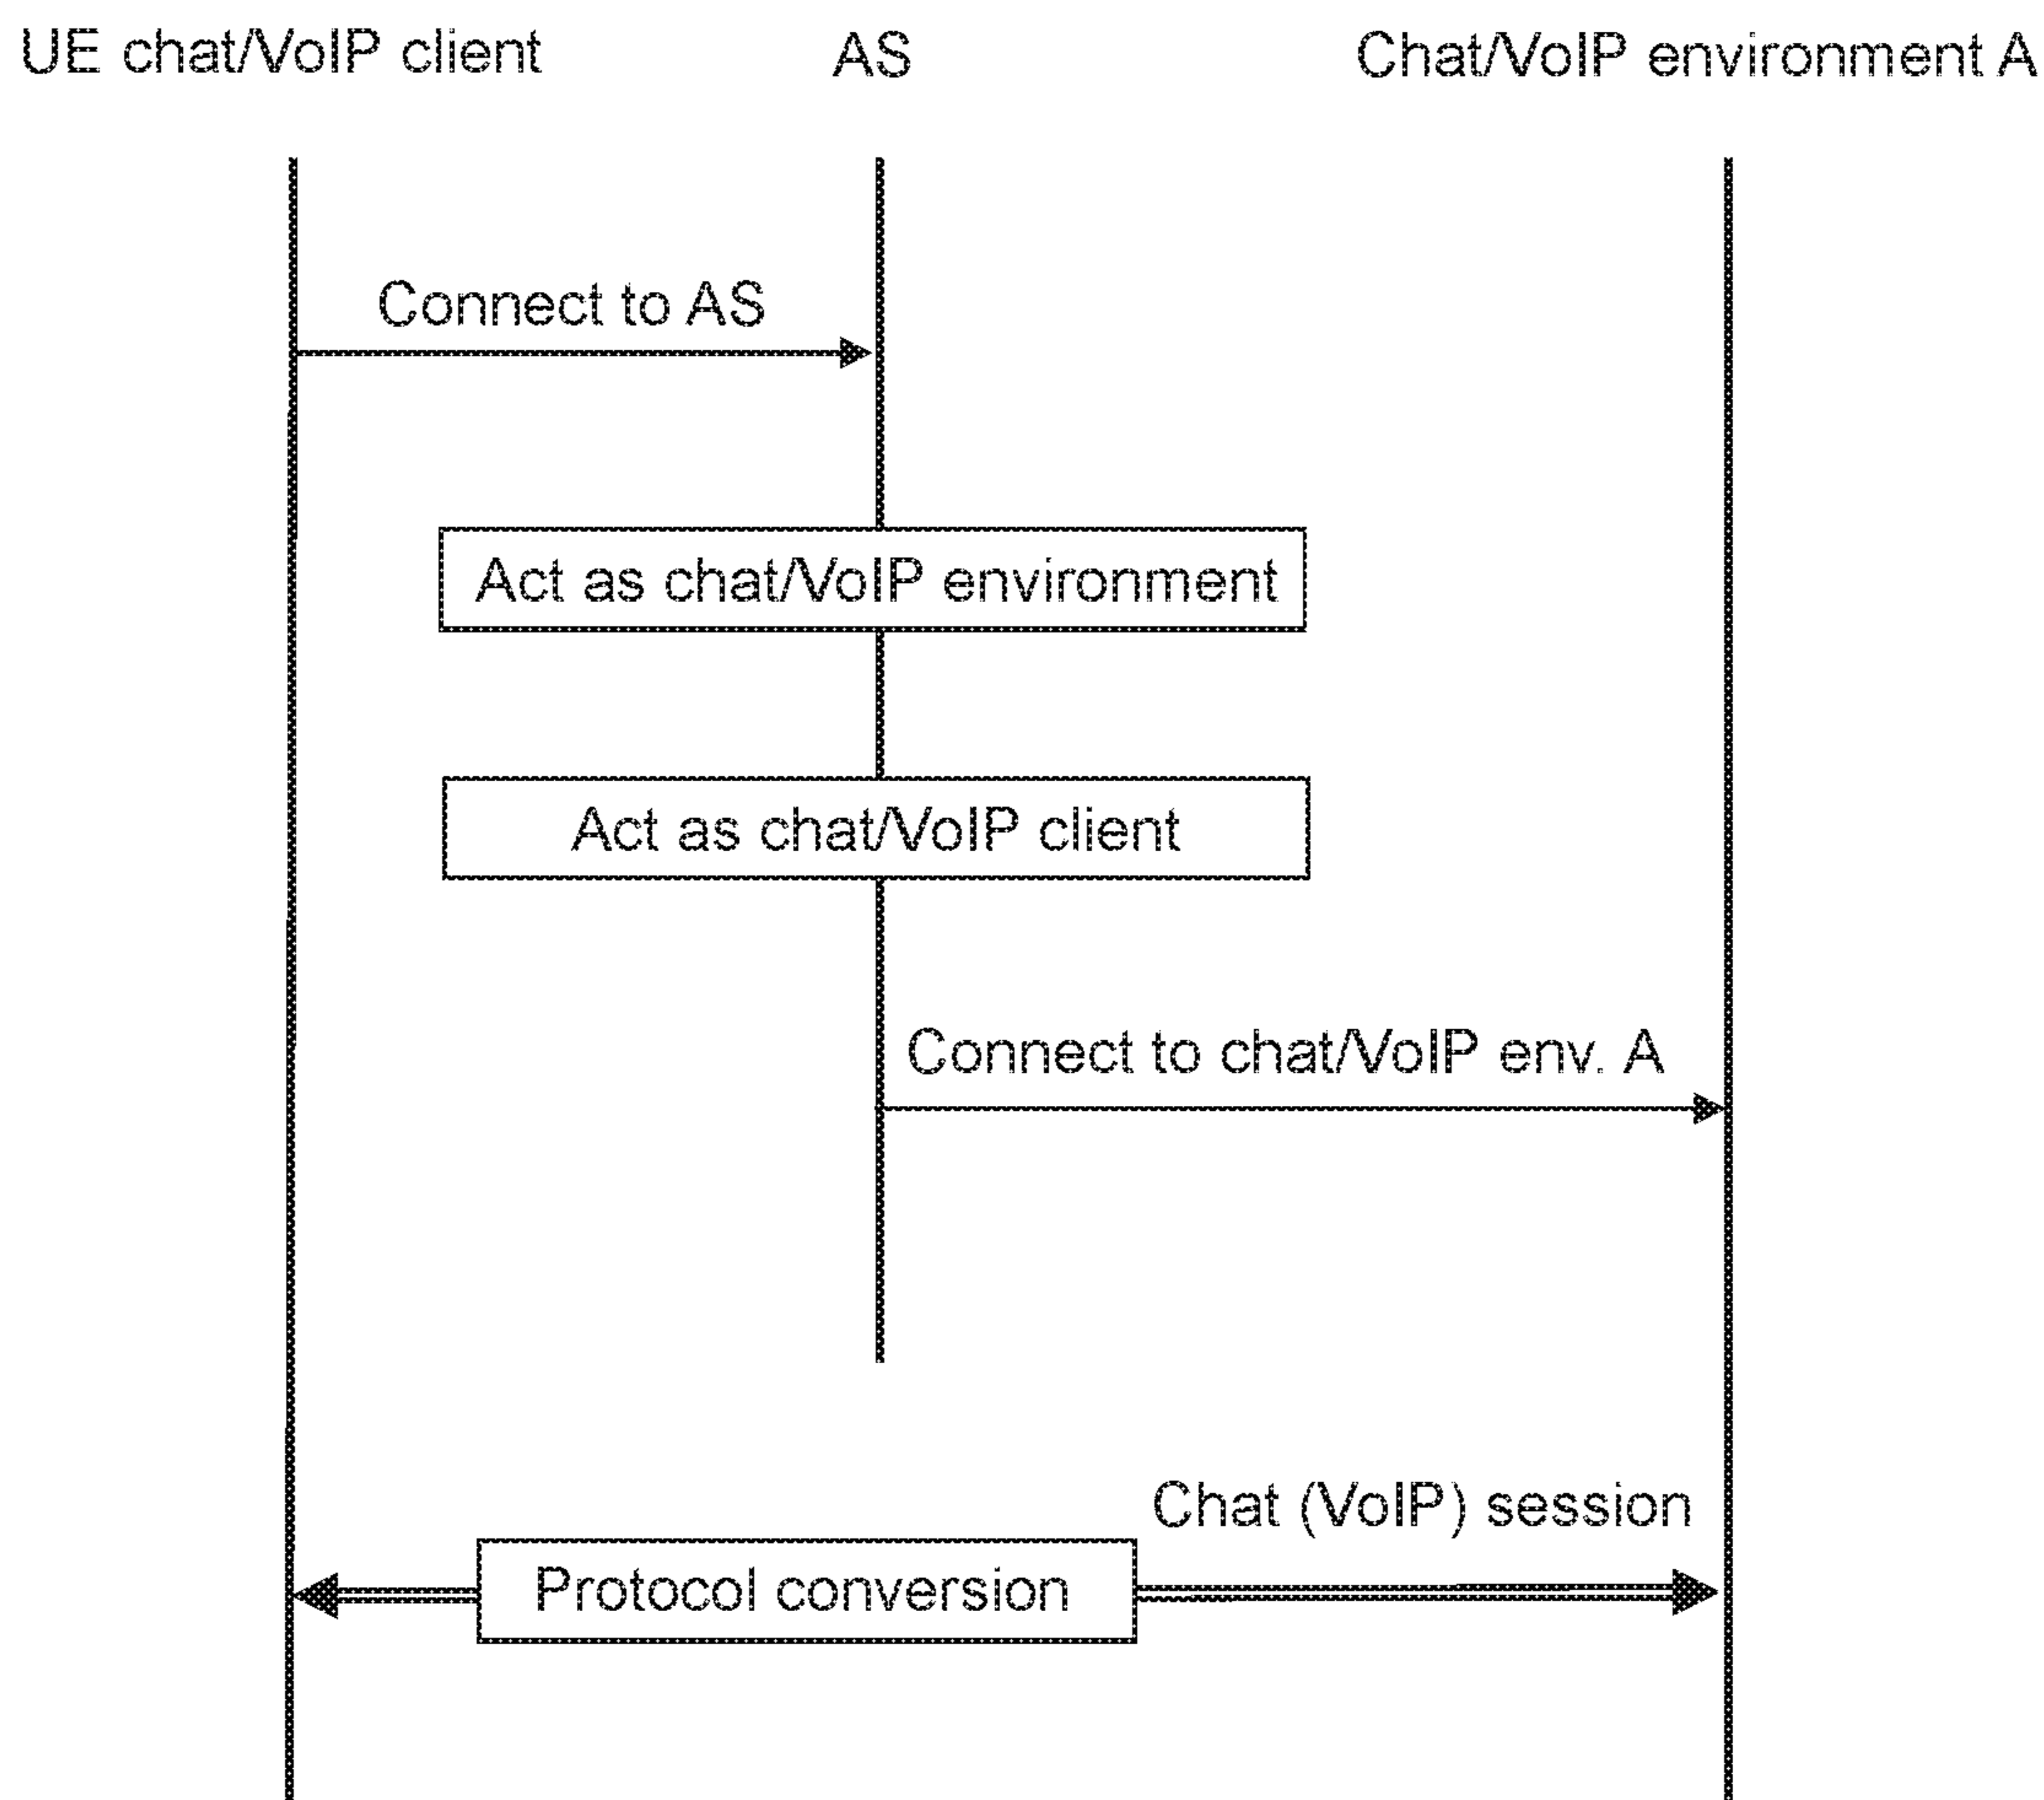 UE chat/VoIP client
AS
Chat/VoIP environment A
Connect to AS
Act as chat/VoIP environment
Act as chat/VoIP client
Connect to chat/VoIP env. A
Chat (VoIP) session
Protocol conversion